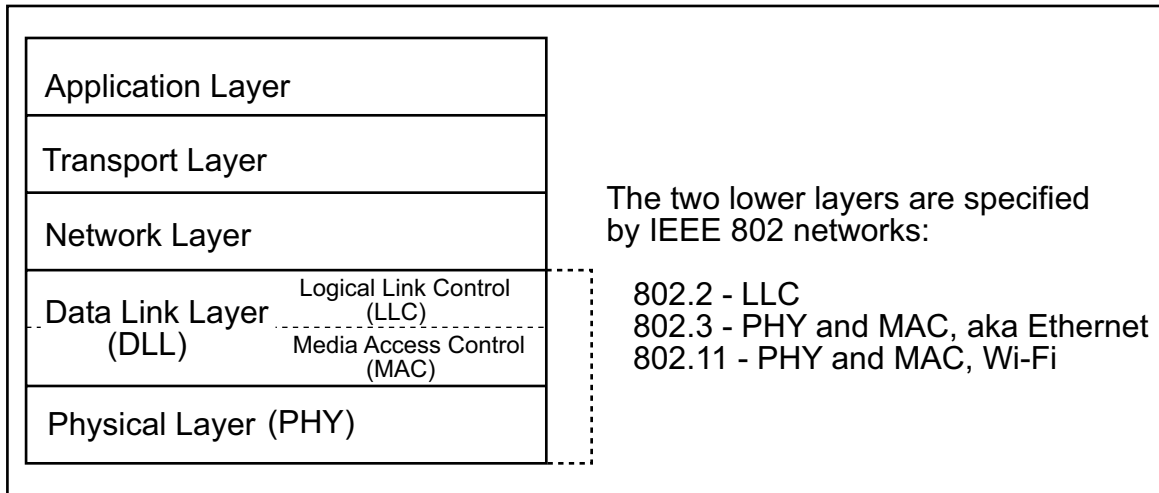 Application Layer
Transport Layer
Network Layer
Data Link Layer
(DLL)
Logical Link Control
(LLC)
Media Access Control
(MAC)
Physical Layer (PHY)
The two lower layers are specified
by IEEE 802 networks:
802.2 - LLC
802.3 - PHY and MAC, aka Ethernet
802.11 - PHY and MAC, Wi-Fi